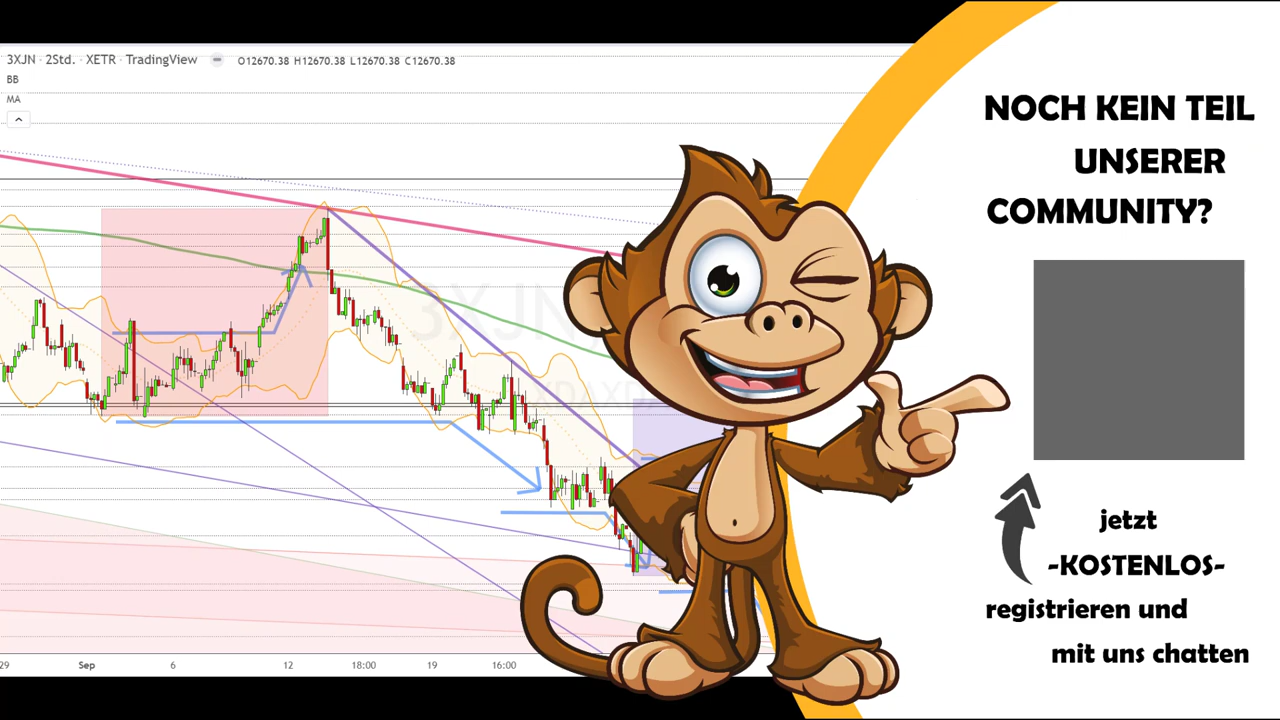 3XJN · 2Std. · XETR · TradingView O12670.38 H12670.38 L12670.38 C12670.38
BB
MA
3XJN
29 Sep 6 12 18:00 19 16:00
NOCH KEIN TEIL
UNSERER
COMMUNITY?
jetzt
-KOSTENLOS-
registrieren und
mit uns chatten